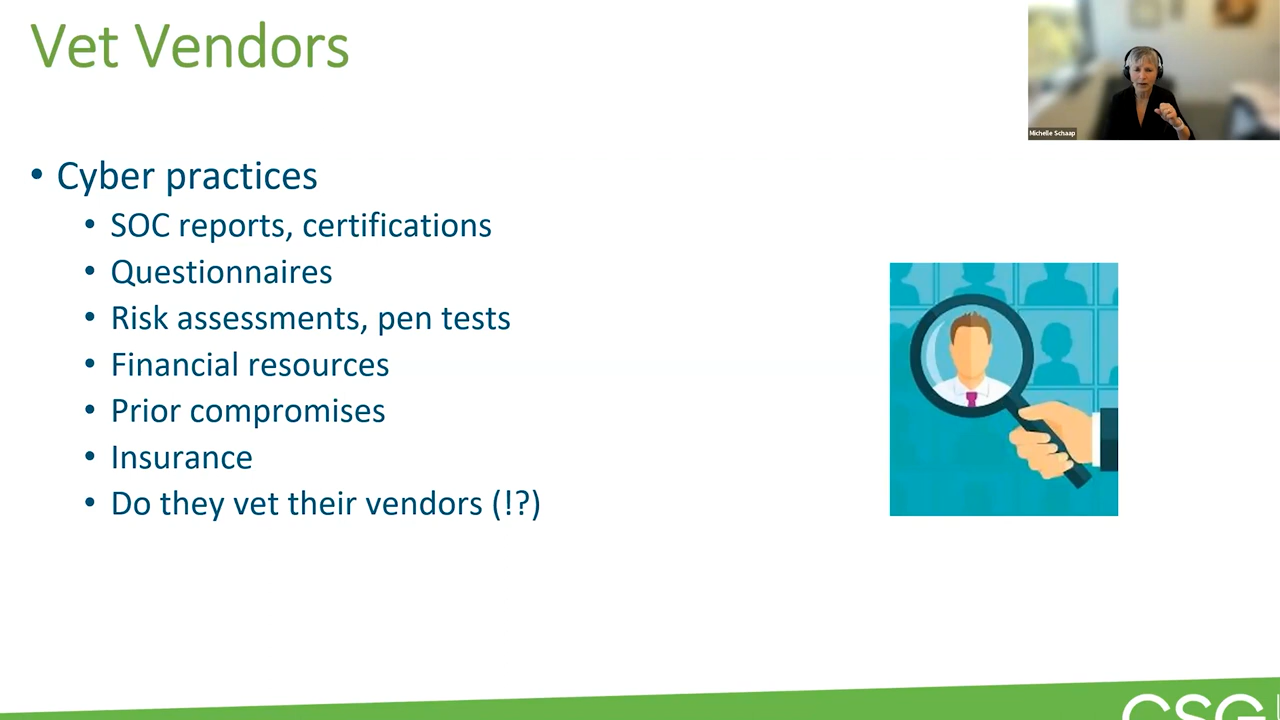 Vet Vendors
Michelle Schaap
• Cyber practices
• SOC reports, certifications
• Questionnaires
• Risk assessments, pen tests
• Financial resources
• Prior compromises
• Insurance
• Do they vet their vendors (!?)
CSG